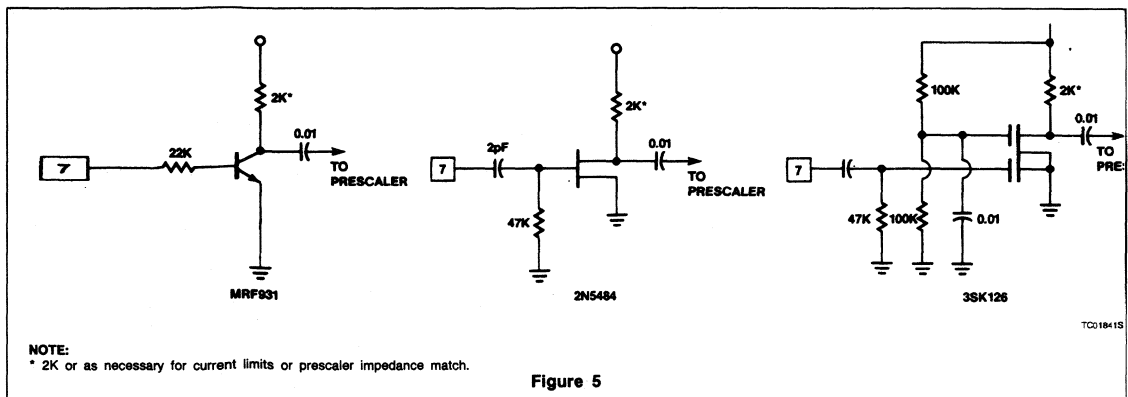 2K*
22K
0.01
7
TO
PRESCALER
MRF931
2K*
2pF
0.01
7
TO
PRESCALER
47K
2N5484
100K
2K*
0.01
7
TO
PRE
47K
100K
0.01
3SK126
TC01841S
NOTE:
* 2K or as necessary for current limits or prescaler impedance match.
Figure 5